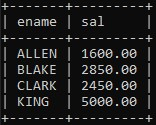 +-------+---------+
| ename | sal     |
+-------+---------+
| ALLEN | 1600.00 |
| BLAKE | 2850.00 |
| CLARK | 2450.00 |
| KING  | 5000.00 |
+-------+---------+